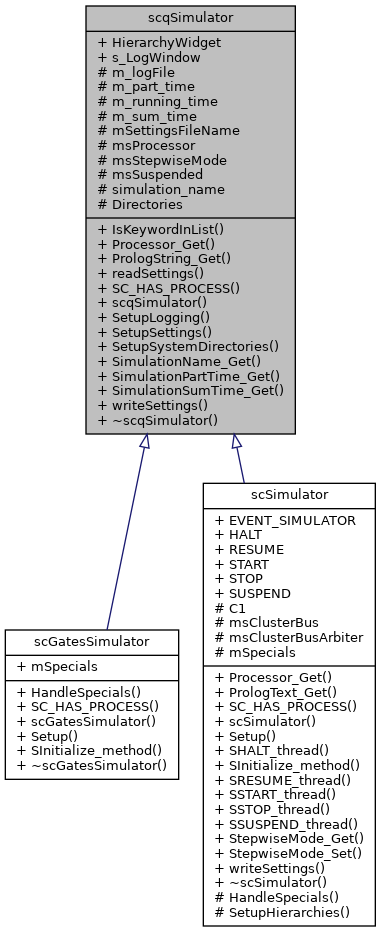 scqSimulator
+ HierarchyWidget
+ s_LogWindow
# m_logFile
# m_part_time
# m_running_time
# m_sum_time
# mSettingsFileName
# msProcessor
# msStepwiseMode
# msSuspended
# simulation_name
# Directories
+ IsKeywordInList()
+ Processor_Get()
+ PrologString_Get()
+ readSettings()
+ SC_HAS_PROCESS()
+ scqSimulator()
+ SetupLogging()
+ SetupSettings()
+ SetupSystemDirectories()
+ SimulationName_Get()
+ SimulationPartTime_Get()
+ SimulationSumTime_Get()
+ writeSettings()
+ ~scqSimulator()
scGatesSimulator
+ mSpecials
+ HandleSpecials()
+ SC_HAS_PROCESS()
+ scGatesSimulator()
+ Setup()
+ SInitialize_method()
+ ~scGatesSimulator()
scSimulator
+ EVENT_SIMULATOR
+ HALT
+ RESUME
+ START
+ STOP
+ SUSPEND
# C1
# msClusterBus
# msClusterBusArbiter
# mSpecials
+ Processor_Get()
+ PrologText_Get()
+ SC_HAS_PROCESS()
+ scSimulator()
+ Setup()
+ SHALT_thread()
+ SInitialize_method()
+ SRESUME_thread()
+ SSTART_thread()
+ SSTOP_thread()
+ SSUSPEND_thread()
+ StepwiseMode_Get()
+ StepwiseMode_Set()
+ writeSettings()
+ ~scSimulator()
# HandleSpecials()
# SetupHierarchies()